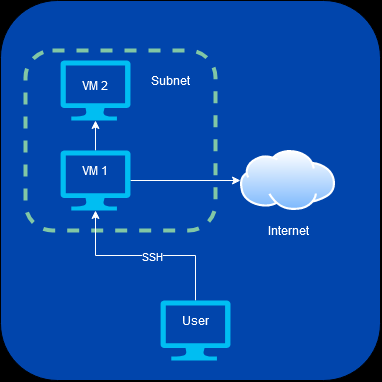 VM 2
Subnet
VM 1
Internet
SSH
User